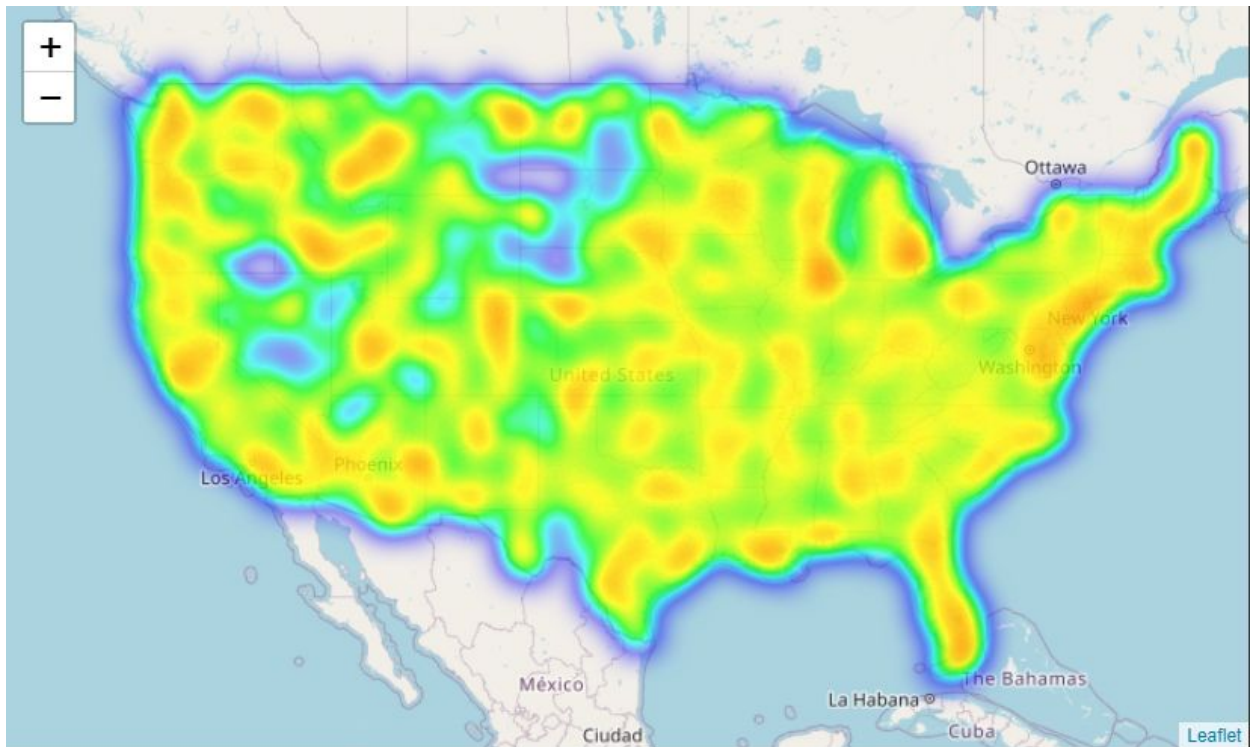 +
−
Ottawa
New York
Washington
United States
Phoenix
Los Angeles
México
The Bahamas
La Habana
Ciudad
Cuba
Leaflet